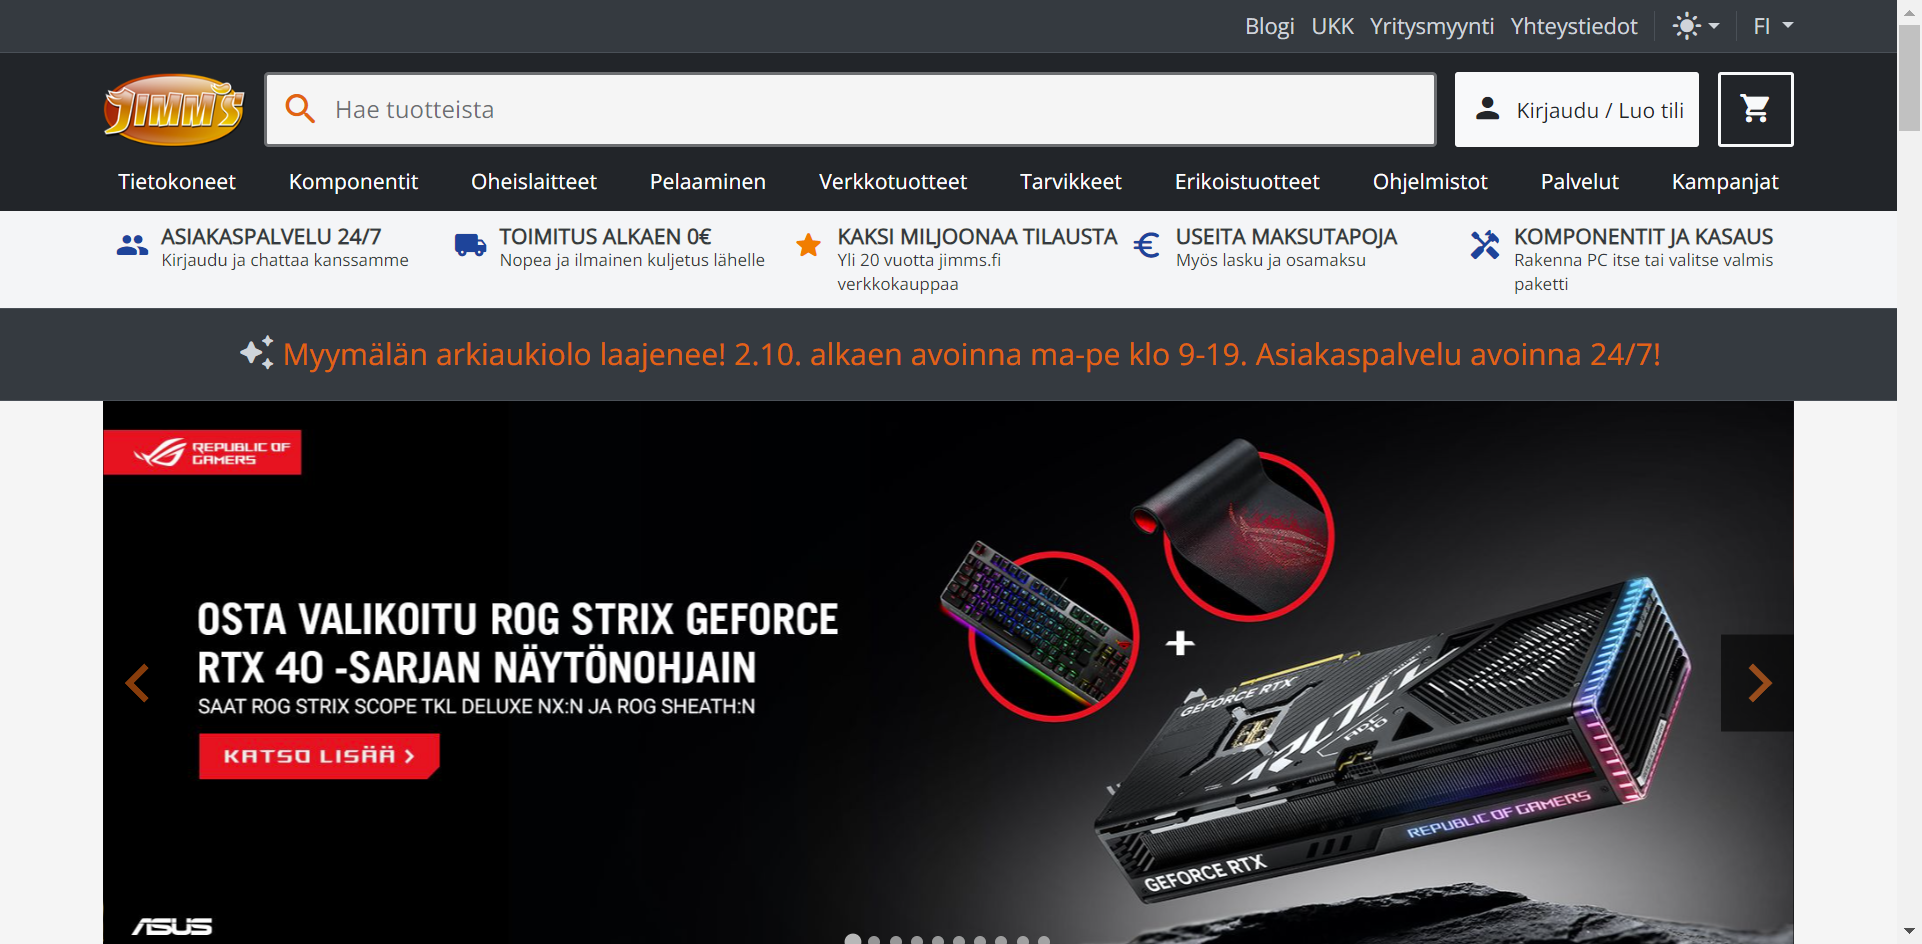 Blogi UKK Yritysmyynti Yhteystiedot FI
JIMM'S
Hae tuotteista
Kirjaudu / Luo tili
Tietokoneet Komponentit Oheislaitteet Pelaaminen Verkkotuotteet Tarvikkeet Erikoistuotteet Ohjelmistot Palvelut Kampanjat
ASIAKASPALVELU 24/7
Kirjaudu ja chattaa kanssamme
TOIMITUS ALKAEN 0€
Nopea ja ilmainen kuljetus lähelle
KAKSI MILJOONAA TILAUSTA
Yli 20 vuotta jimms.fi
verkkokauppaa
USEITA MAKSUTAPOJA
Myös lasku ja osamaksu
KOMPONENTIT JA KASAUS
Rakenna PC itse tai valitse valmis
paketti
Myymälän arkiaukiolo laajenee! 2.10. alkaen avoinna ma-pe klo 9-19. Asiakaspalvelu avoinna 24/7!
REPUBLIC OF
GAMERS
OSTA VALIKOITU ROG STRIX GEFORCE
RTX 40 -SARJAN NÄYTÖNOHJAIN
SAAT ROG STRIX SCOPE TKL DELUXE NX:N JA ROG SHEATH:N
KATSO LISÄÄ >
+
GEFORCE RTX
REPUBLIC OF GAMERS
GEFORCE RTX
ASUS